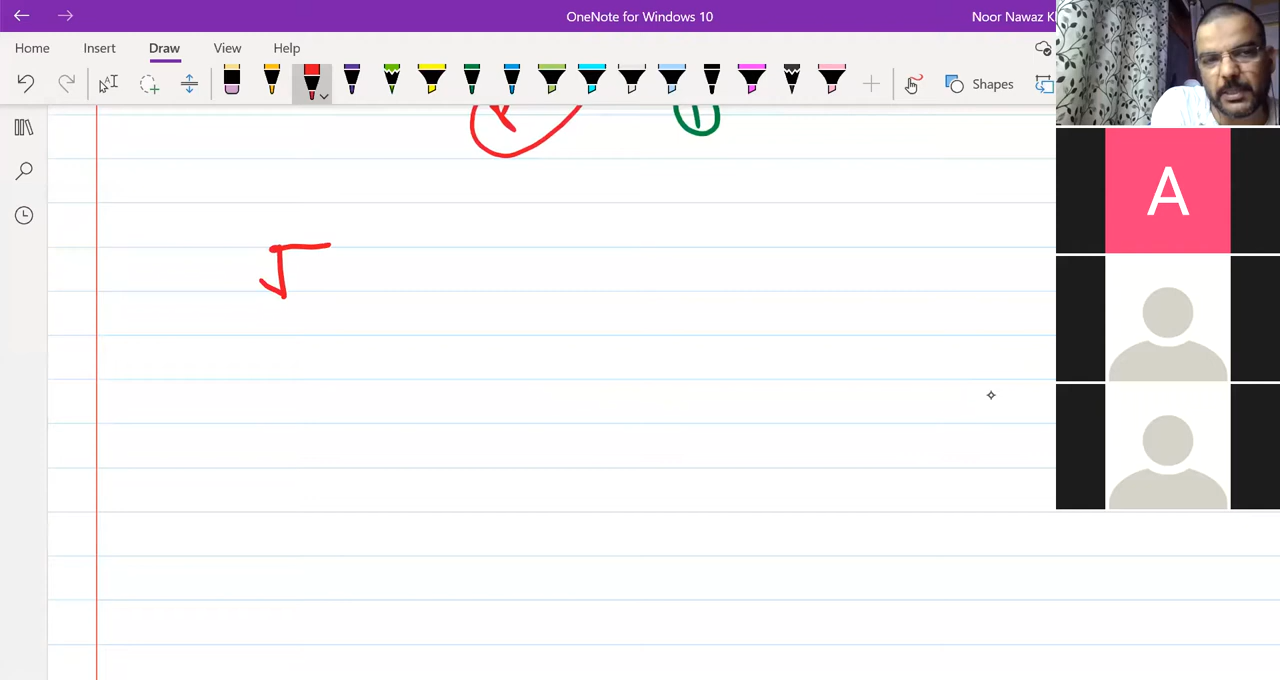 OneNote for Windows 10
Noor Nawaz K
Home Insert Draw View Help
Shapes
A
√